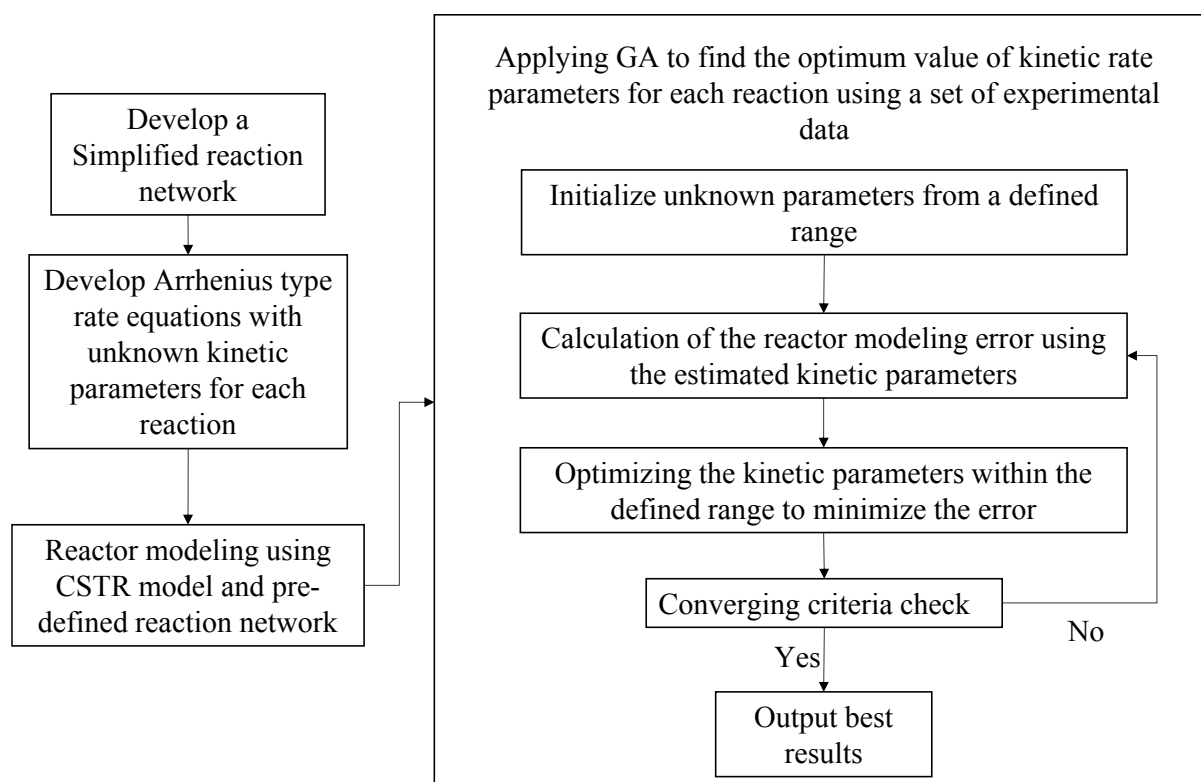 Develop a
Simplified reaction
network
Develop Arrhenius type
rate equations with
unknown kinetic
parameters for each
reaction
Reactor modeling using
CSTR model and pre-
defined reaction network
Applying GA to find the optimum value of kinetic rate
parameters for each reaction using a set of experimental
data
Initialize unknown parameters from a defined
range
Calculation of the reactor modeling error using
the estimated kinetic parameters
Optimizing the kinetic parameters within the
defined range to minimize the error
Converging criteria check
No
Yes
Output best
results